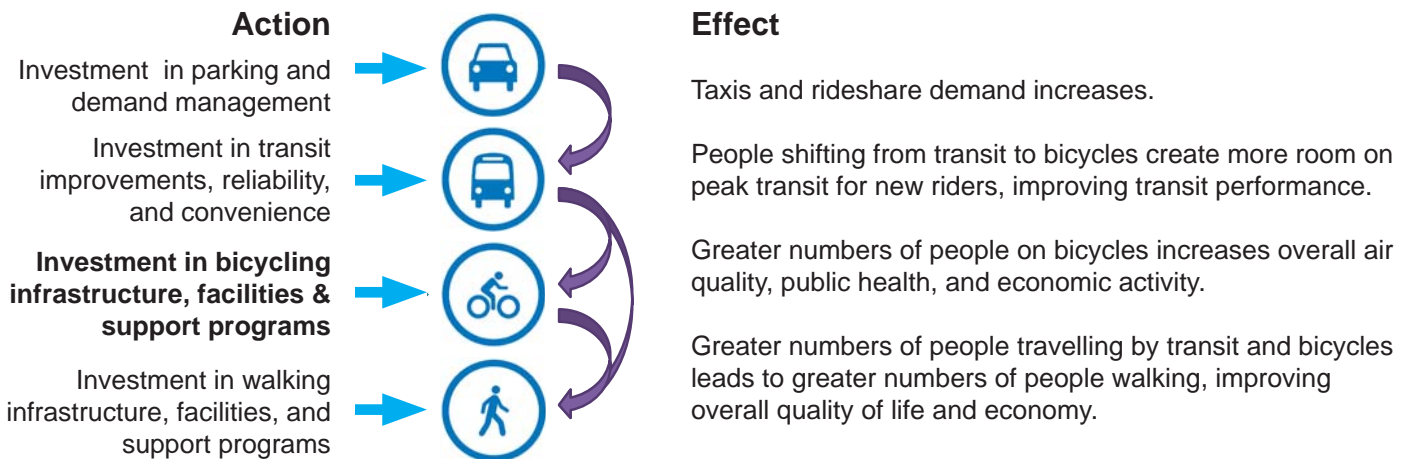 Action
Investment in parking and
demand management
Investment in transit
improvements, reliability,
and convenience
Investment in bicycling
infrastructure, facilities &
support programs
Investment in walking
infrastructure, facilities, and
support programs
Effect
Taxis and rideshare demand increases.
People shifting from transit to bicycles create more room on
peak transit for new riders, improving transit performance.
Greater numbers of people on bicycles increases overall air
quality, public health, and economic activity.
Greater numbers of people travelling by transit and bicycles
leads to greater numbers of people walking, improving
overall quality of life and economy.